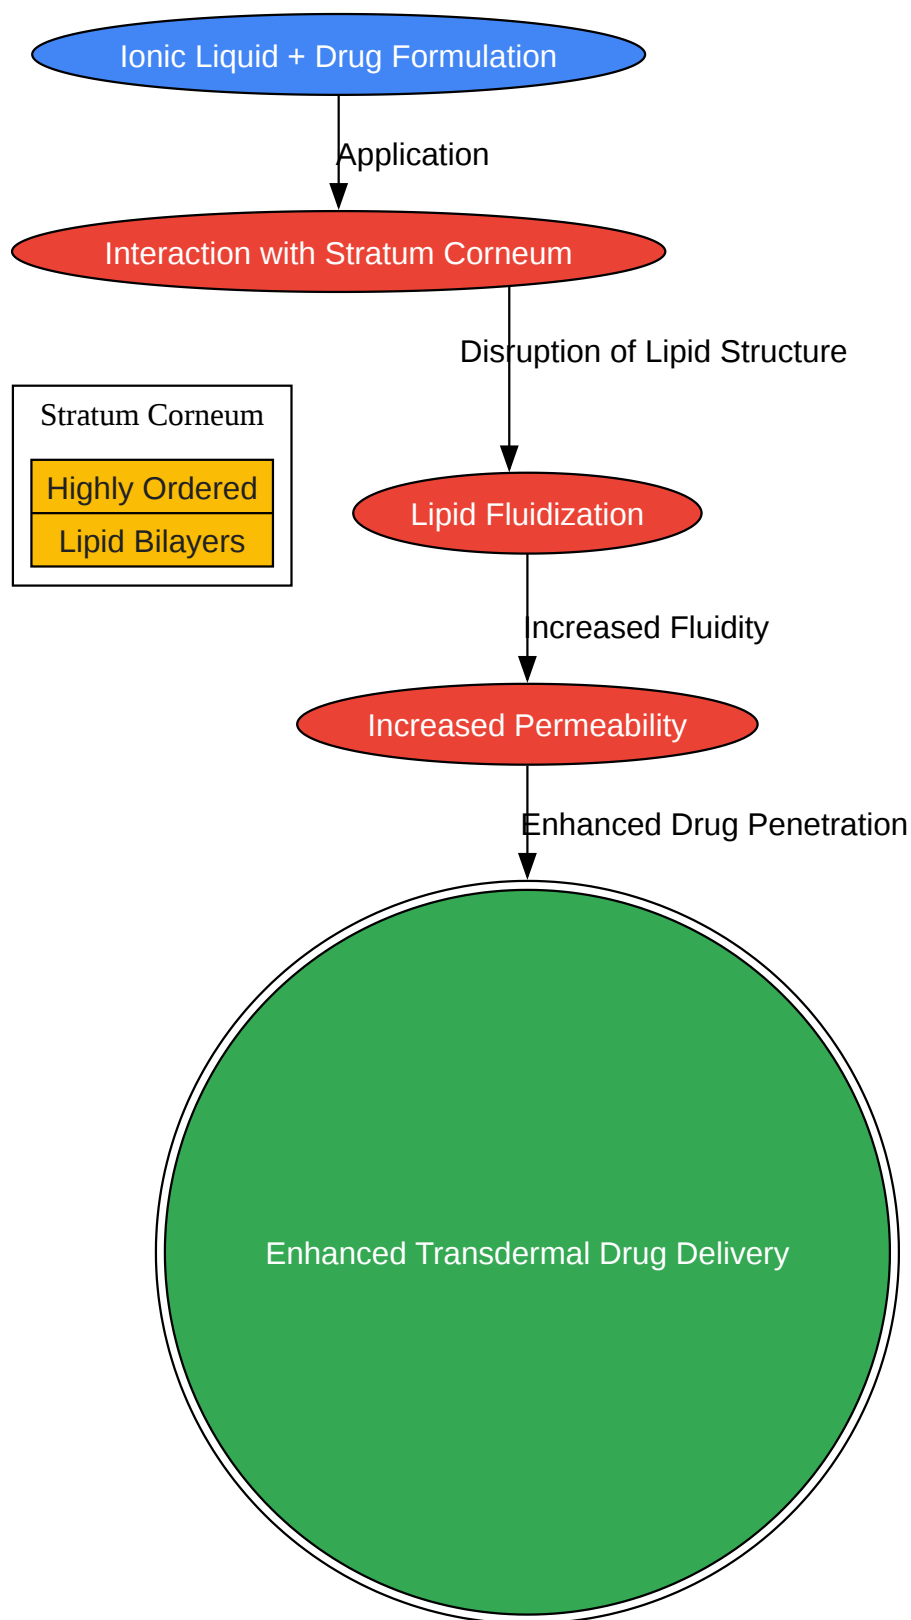 Ionic Liquid + Drug Formulation
Application
Interaction with Stratum Corneum
Disruption of Lipid Structure
Stratum Corneum
Highly Ordered
Lipid Bilayers
Lipid Fluidization
Increased Fluidity
Increased Permeability
Enhanced Drug Penetration
Enhanced Transdermal Drug Delivery